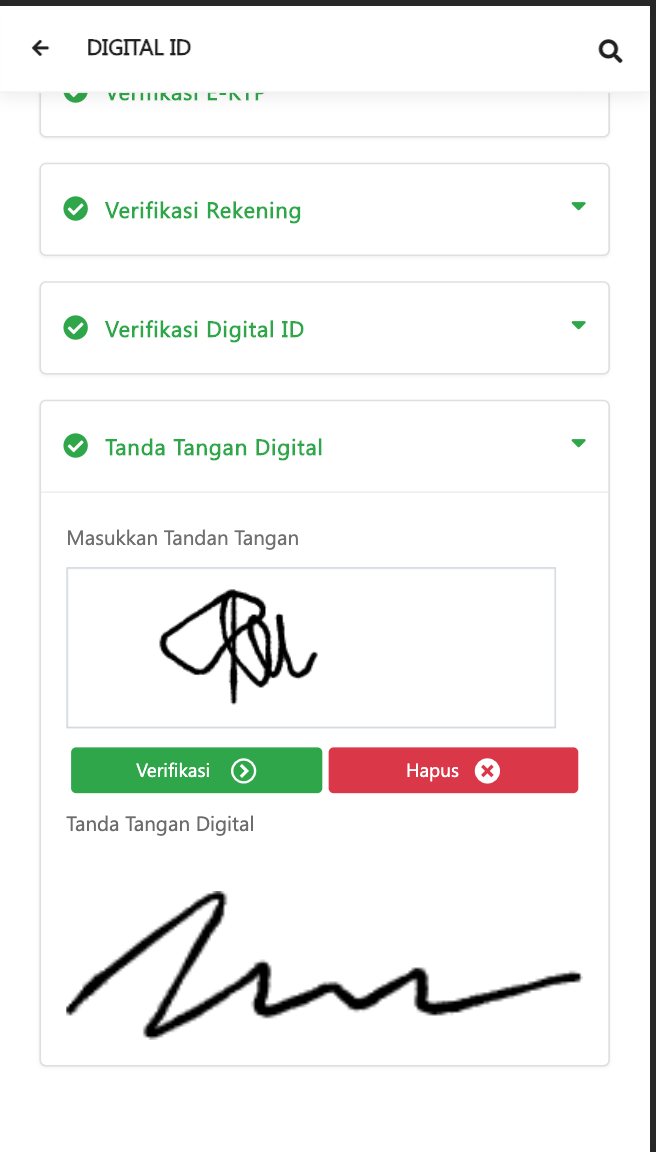 DIGITAL ID
Verifikasi E-KTP
Verifikasi Rekening
Verifikasi Digital ID
Tanda Tangan Digital
Masukkan Tandan Tangan
Verifikasi
Hapus
Tanda Tangan Digital